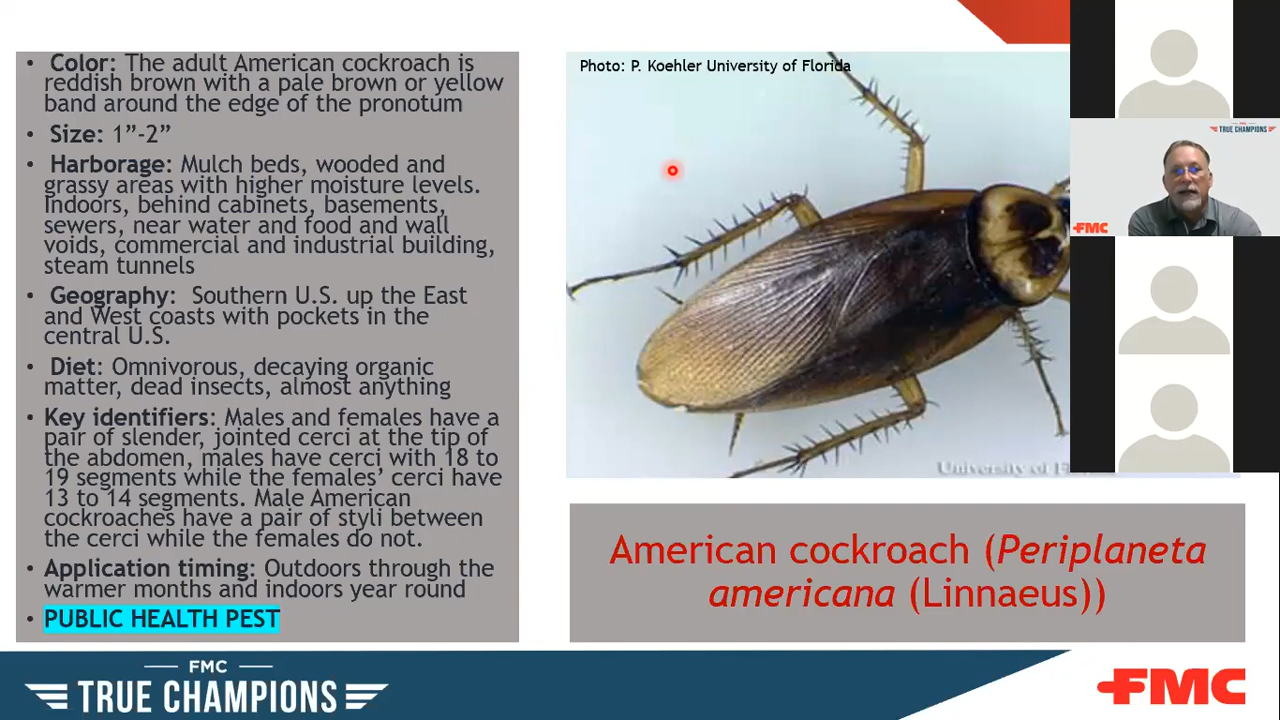 • Color: The adult American cockroach is
reddish brown with a pale brown or yellow
band around the edge of the pronotum
• Size: 1”-2”
• Harborage: Mulch beds, wooded and
grassy areas with higher moisture levels.
Indoors, behind cabinets, basements,
sewers, near water and food and wall
voids, commercial and industrial building,
steam tunnels
• Geography: Southern U.S. up the East
and West coasts with pockets in the
central U.S.
• Diet: Omnivorous, decaying organic
matter, dead insects, almost anything
• Key identifiers: Males and females have a
pair of slender, jointed cerci at the tip of
the abdomen, males have cerci with 18 to
19 segments while the females’ cerci have
13 to 14 segments. Male American
cockroaches have a pair of styli between
the cerci while the females do not.
• Application timing: Outdoors through the
warmer months and indoors year round
• PUBLIC HEALTH PEST
Photo: P. Koehler University of Florida
University of F
American cockroach (Periplaneta
americana (Linnaeus))
TRUE CHAMPIONS
FMC
FMC
TRUE CHAMPIONS
FMC